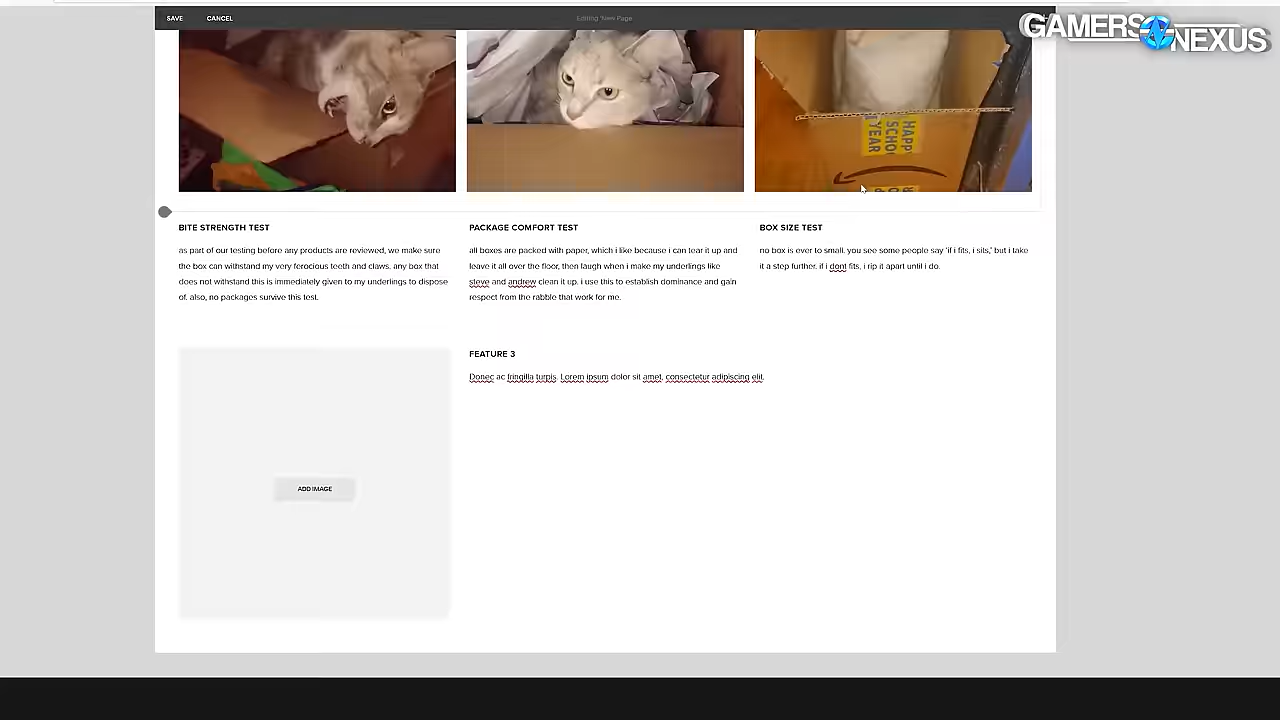 SAVE
CANCEL
Editing 'New Page
GAMERS NEXUS
HAPPY
SCHO
YEAR
BITE STRENGTH TEST
as part of our testing before any products are reviewed, we make sure
the box can withstand my very ferocious teeth and claws. any box that
does not withstand this is immediately given to my underlings to dispose
of. also, no packages survive this test.
PACKAGE COMFORT TEST
all boxes are packed with paper, which i like because i can tear it up and
leave it all over the floor, then laugh when i make my underlings like
steve and andrew clean it up. i use this to establish dominance and gain
respect from the rabble that work for me.
BOX SIZE TEST
no box is ever to small. you see some people say 'if i fits, i sits,' but i take
it a step further. if i dont fits, i rip it apart until i do.
ADD IMAGE
FEATURE 3
Donec ac fringilla turpis. Lorem ipsum dolor sit amet, consectetur adipiscing elit.